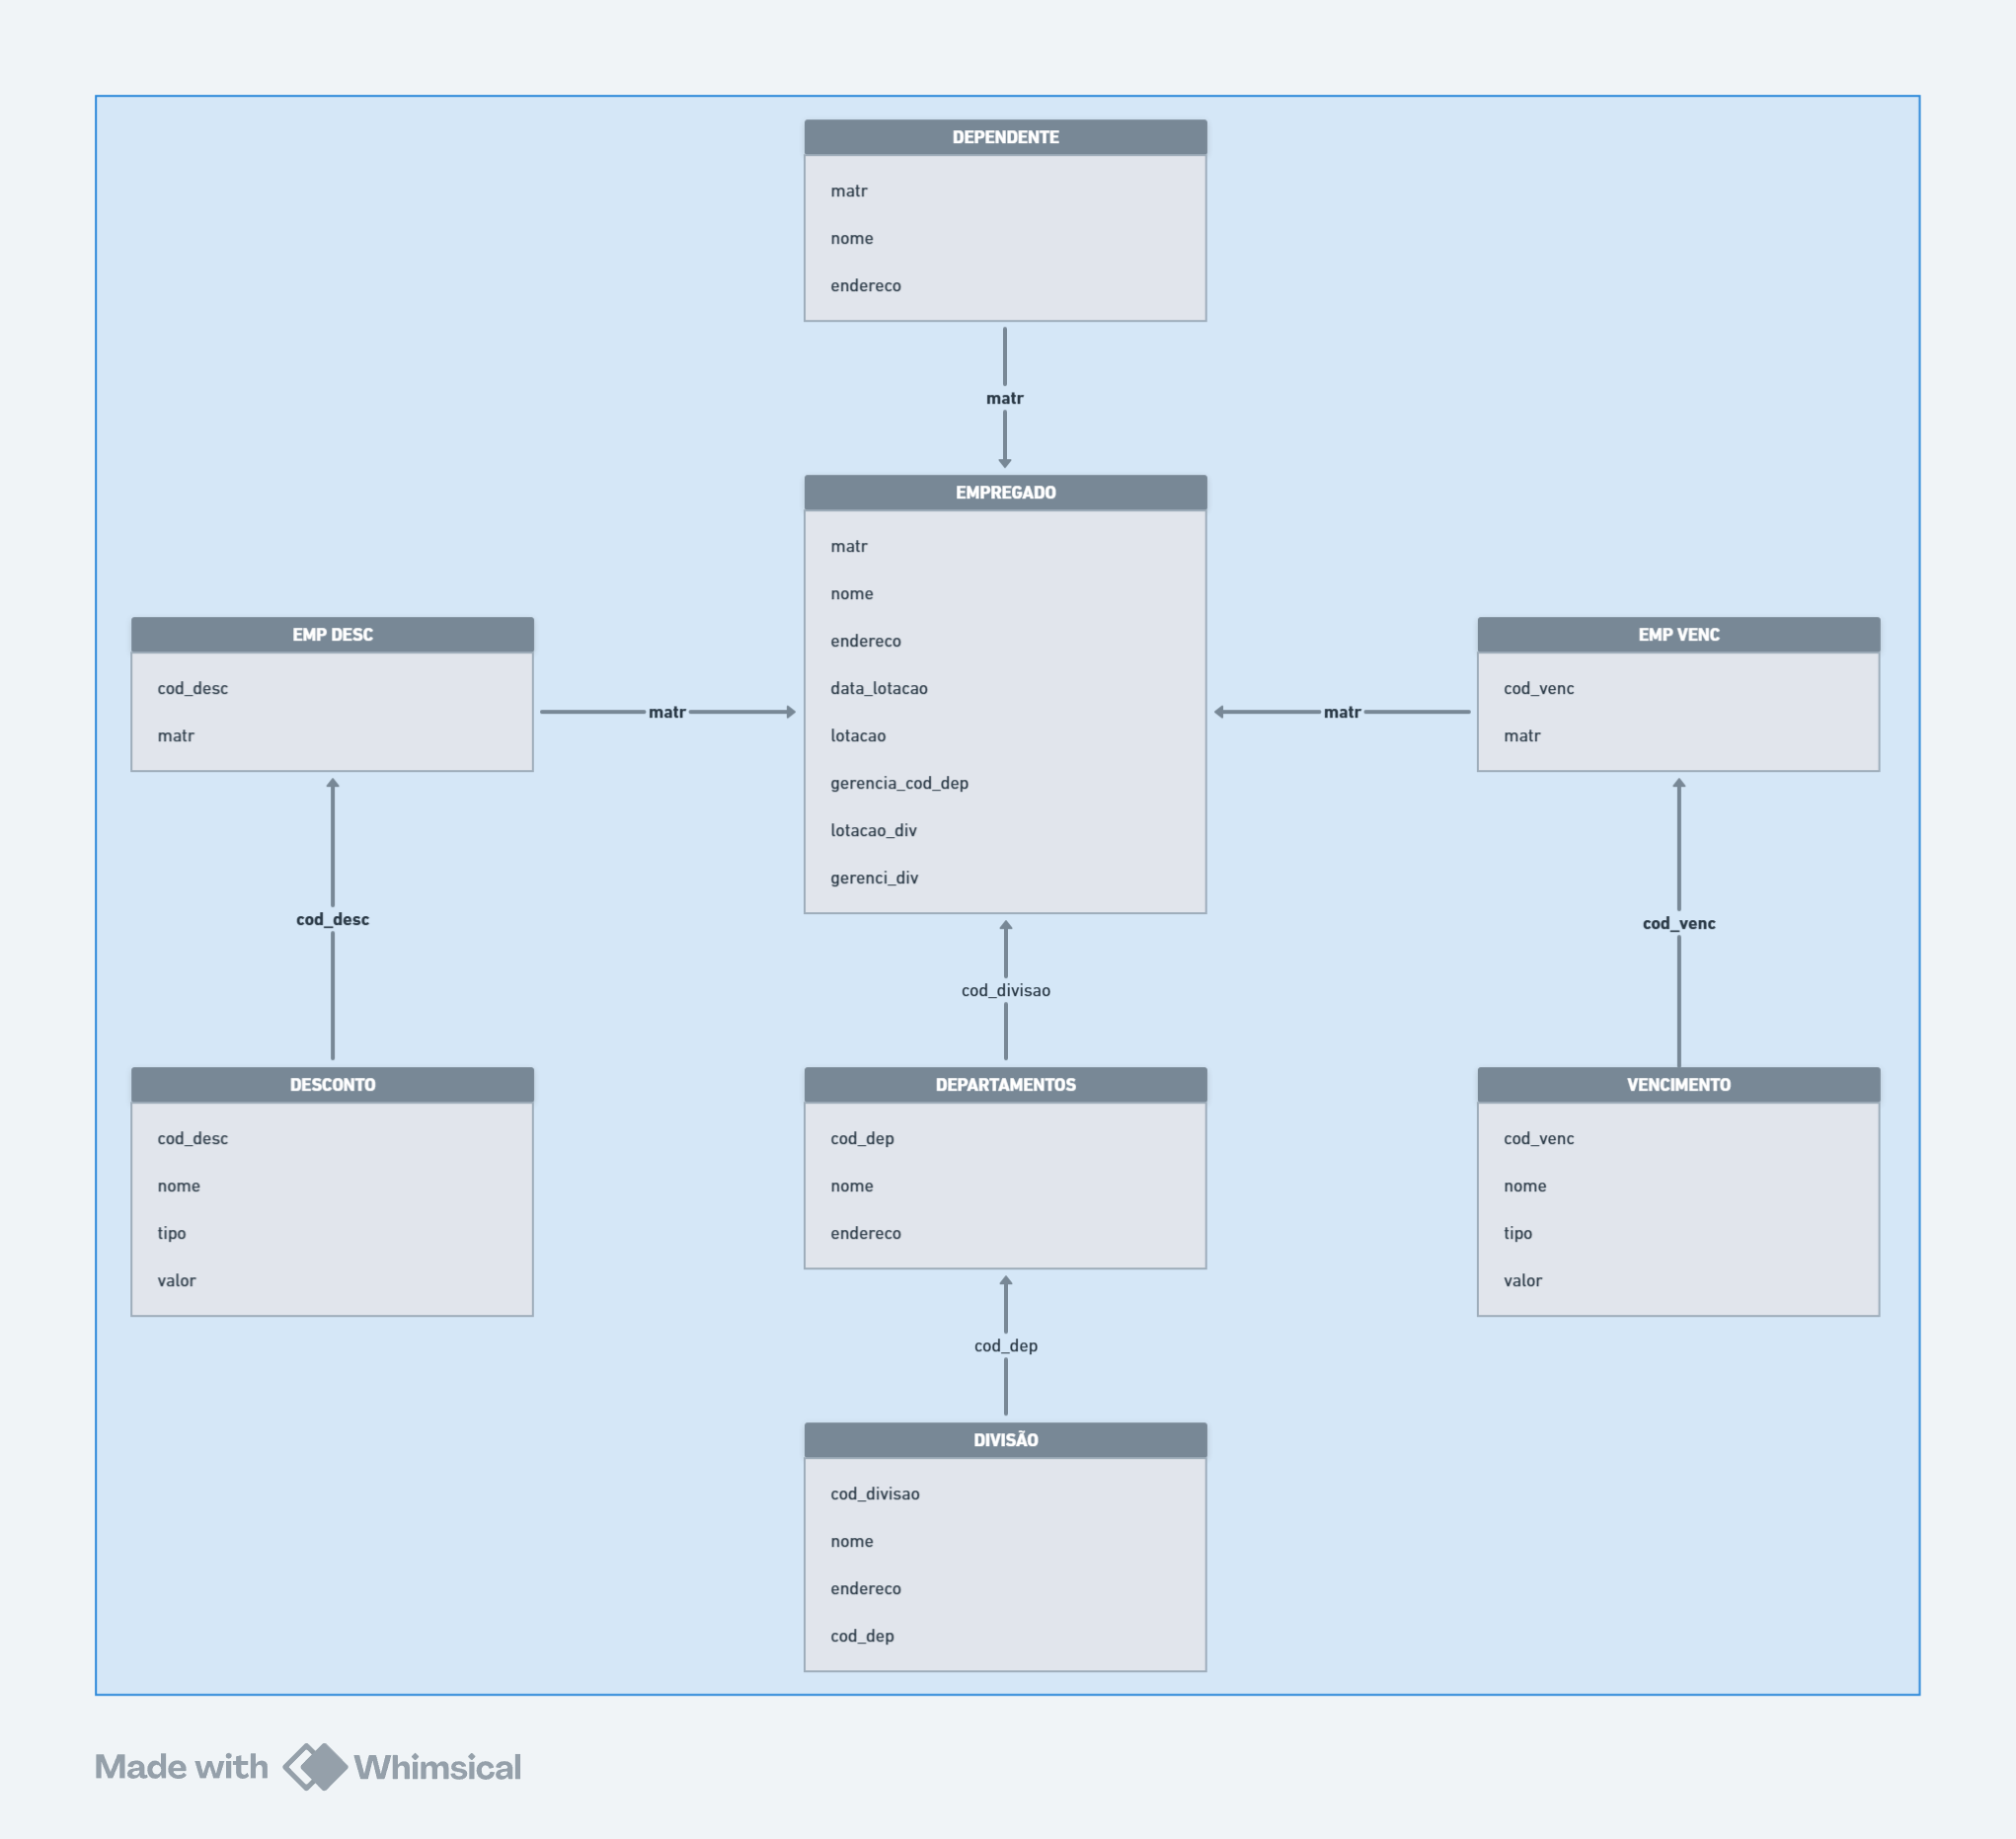 DEPENDENTE
matr
nome
endereco
matr
EMPREGADO
matr
nome
endereco
data_lotacao
lotacao
gerencia_cod_dep
lotacao_div
gerenci_div
EMP DESC
cod_desc
matr
matr
EMP VENC
cod_venc
matr
matr
cod_desc
cod_divisao
cod_venc
DESCONTO
cod_desc
nome
tipo
valor
DEPARTAMENTOS
cod_dep
nome
endereco
VENCIMENTO
cod_venc
nome
tipo
valor
cod_dep
DIVISÃO
cod_divisao
nome
endereco
cod_dep
Made with Whimsical